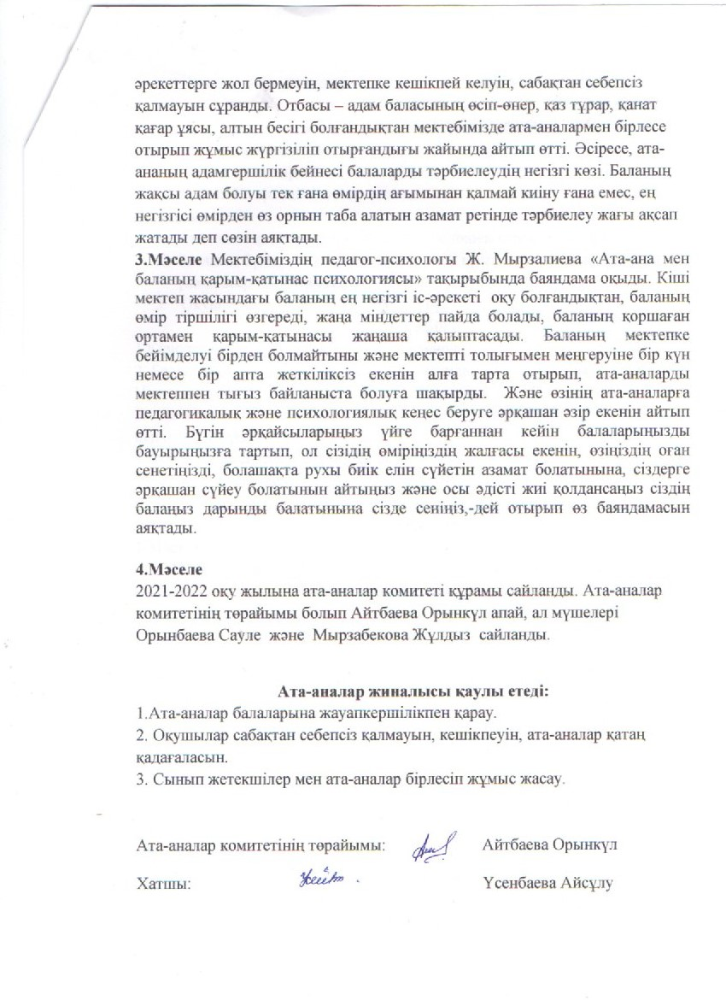 әрекеттерге жол бермеуін, мектепке кешікпей келуін, сабақтан себепсіз
қалмауын сұранды. Отбасы – адам баласының өсіп-өнер, қаз тұрар, қанат
қағар ұясы, алтын бесігі болғандықтан мектебімізде ата-аналармен бірлесе
отырып жұмыс жүргізіліп отырғандығы жайында айтып өтті. Әсіресе, ата-
ананың адамгершілік бейнесі балаларды тәрбиелеудің негізгі көзі. Баланың
жақсы адам болуы тек ғана өмірдің ағымынан қалмай киіну ғана емес, ең
негізгісі өмірден өз орнын таба алатын азамат ретінде тәрбиелеу жағы ақсап
жатады деп сөзін аяқтады.
3.Мәселе Мектебіміздің педагог-психологы Ж. Мырзалиева «Ата-ана мен
баланың қарым-қатынас психологиясы» тақырыбында баяндама оқыды. Кіші
мектеп жасындағы баланың ең негізгі іс-әрекеті оқу болғандықтан, баланың
өмір тіршілігі өзгереді, жаңа міндеттер пайда болады, баланың қоршаған
ортамен қарым-қатынасы жаңаша қалыптасады. Баланың мектепке
бейімделуі бірден болмайтыны және мектепті толығымен меңгеруіне бір күн
немесе бір апта жеткіліксіз екенін алға тарта отырып, ата-аналарды
мектеппен тығыз байланыста болуға шақырды. Және өзінің ата-аналарға
педагогикалық және психологиялық кеңес беруге әрқашан әзір екенін айтып
өтті. Бүгін әрқайсыларыңыз үйге барғаннан кейін балаларыңызды
бауырыңызға тартып, ол сізідің өміріңіздің жалғасы екенін, өзіңіздің оған
сенетіңізді, болашақта рухы биік елін сүйетін азамат болатынына, сіздерге
әрқашан сүйеу болатынын айтыңыз және осы әдісті жиі қолдансаңыз сіздің
балаңыз дарынды балатынына сізде сеніңіз,-дей отырып өз баяндамасын
аяқтады.
4.Мәселе
2021-2022 оқу жылына ата-аналар комитеті құрамы сайланды. Ата-аналар
комитетінің төрайымы болып Айтбаева Орынкүл апай, ал мүшелері
Орынбаева Сауле және Мырзабекова Жұлдыз сайланды.
Ата-аналар жиналысы қаулы етеді:
1.Ата-аналар балаларына жауапкершілікпен қарау.
2. Оқушылар сабақтан себепсіз қалмауын, кешікпеуін, ата-аналар қатаң
қадағаласын.
3. Сынып жетекшілер мен ата-аналар бірлесіп жұмыс жасау.
Ата-аналар комитетінің төрайымы: Айтбаева Орынкүл
Хатшы: Үсенбаева Айсұлу